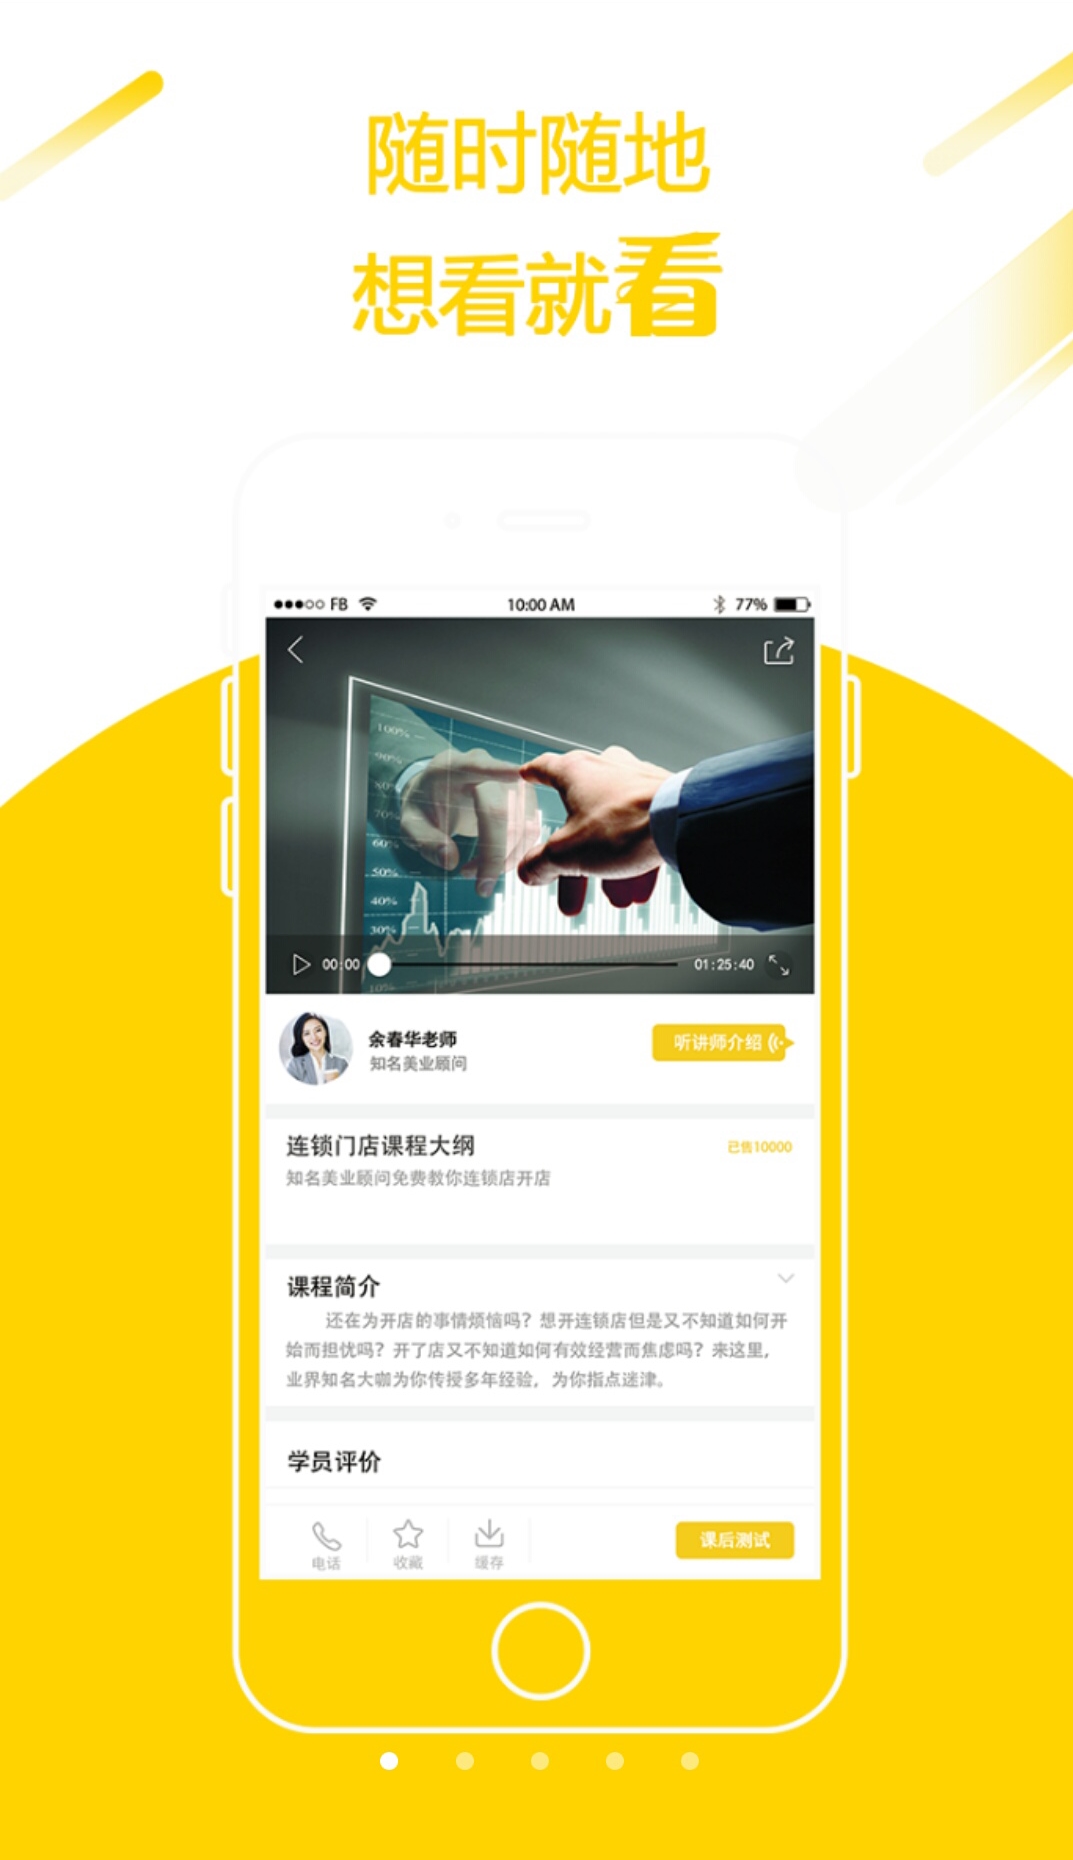 随时随地
想看就看
FB 10:00 AM 77%
100%
90%
80%
70%
60%
50%
40%
30%
10%
00:00 01:25:40
余春华老师
知名美业顾问
听讲师介绍
连锁门店课程大纲
已售10000
知名美业顾问免费教你连锁店开店
课程简介
还在为开店的事情烦恼吗？想开连锁店但是又不知道如何开
始而担忧吗？开了店又不知道如何有效经营而焦虑吗？来这里，
业界知名大咖为你传授多年经验，为你指点迷津。
学员评价
电话 收藏 缓存
课后测试